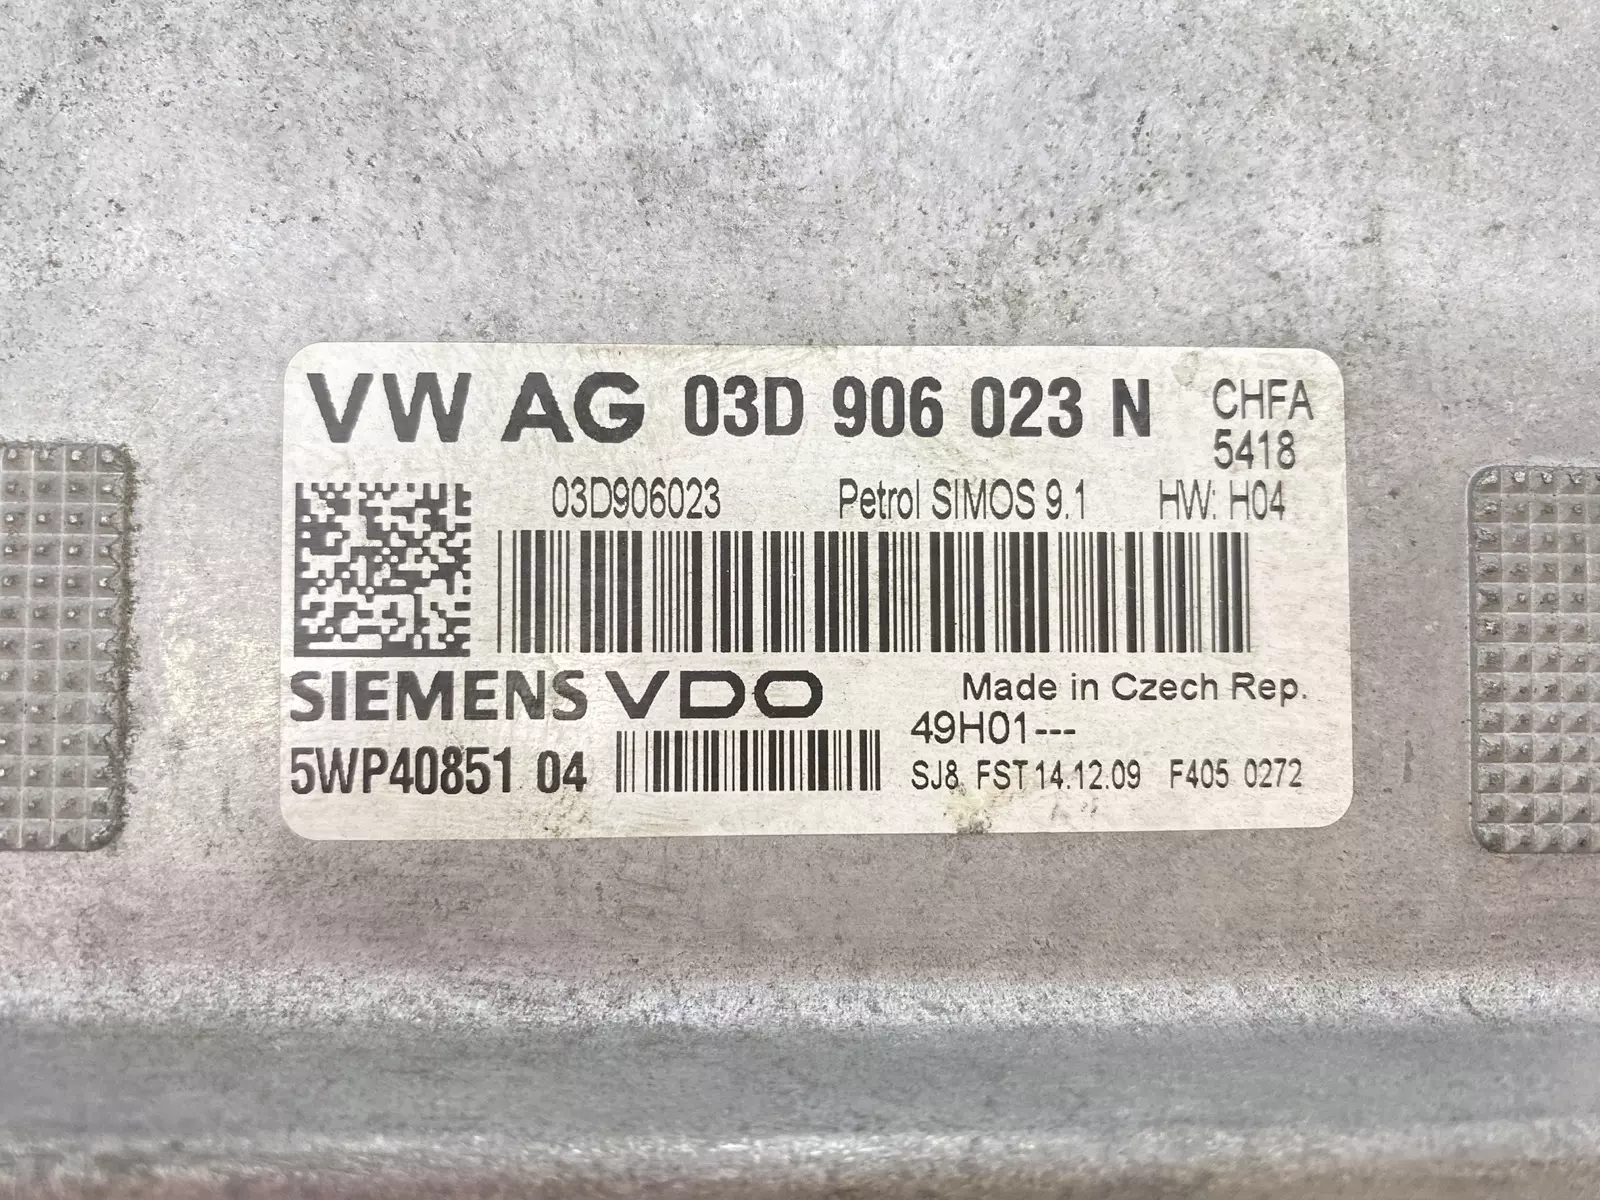 VW AG 03D 906 023 N CHFA
5418
03D906023 Petrol SIMOS 9.1 HW: H04
SIEMENS VDO Made in Czech Rep.
49H01---
5WP40851 04 SJ8 FST 14.12.09 F405 0272